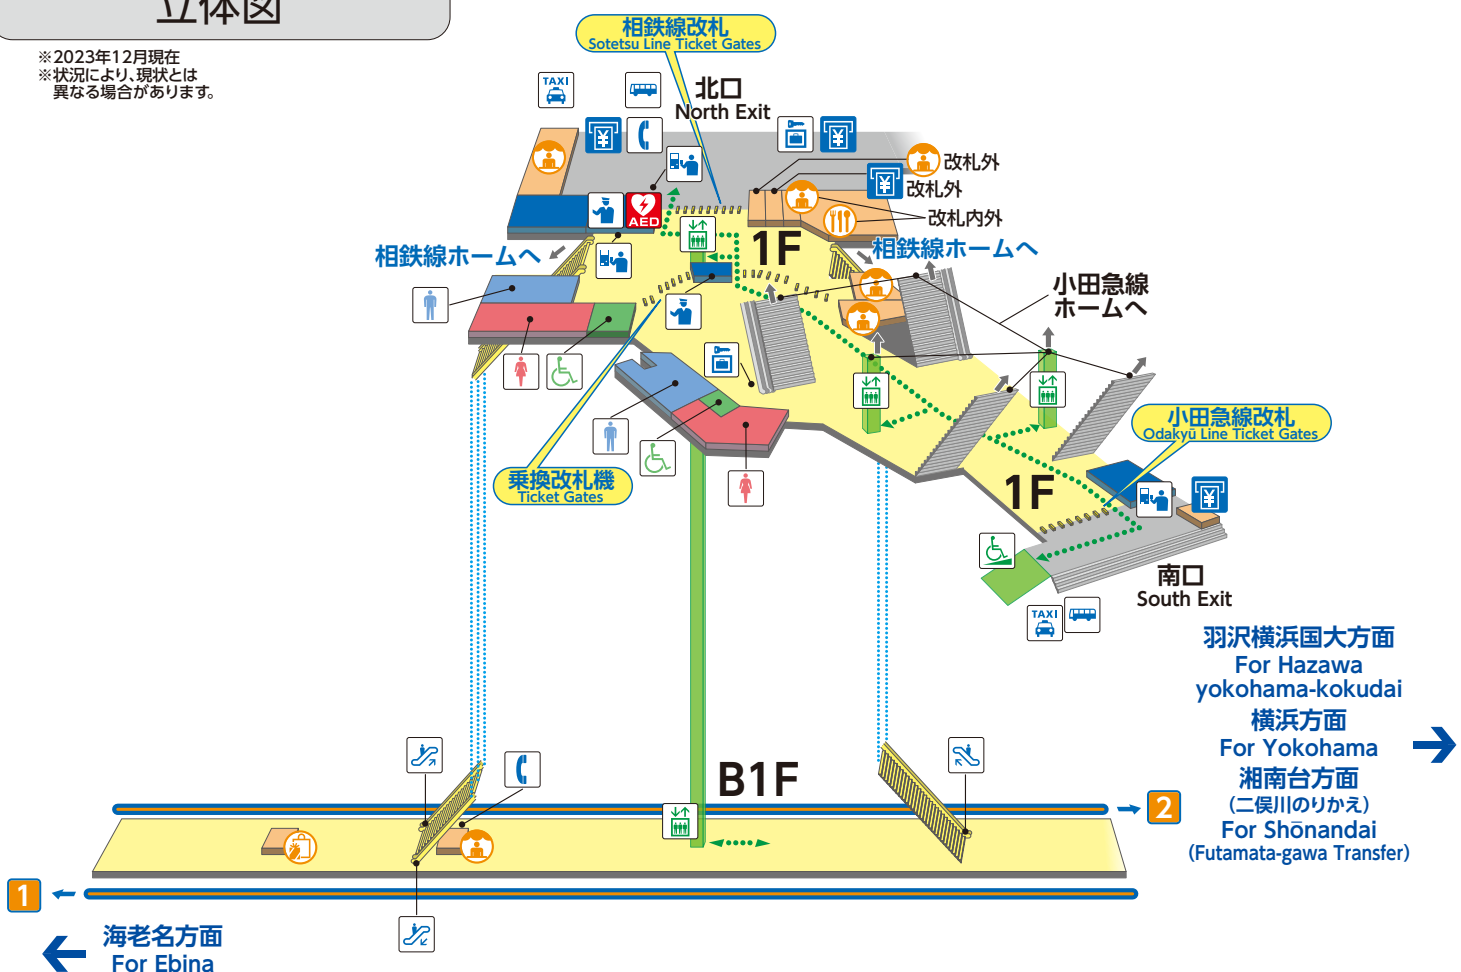 立体図
※2023年12月現在
※状況により、現状とは
異なる場合があります。
相鉄線改札
Sotetsu Line Ticket Gates
TAXI
北口
North Exit
改札外
改札外
改札内外
AED
1F
相鉄線ホームへ
相鉄線ホームへ
小田急線
ホームへ
小田急線改札
Odakyū Line Ticket Gates
乗換改札機
Ticket Gates
1F
南口
South Exit
TAXI
羽沢横浜国大方面
For Hazawa
yokohama-kokudai
横浜方面
For Yokohama
湘南台方面
(二俣川のりかえ)
For Shōnandai
(Futamata-gawa Transfer)
B1F
2
1
海老名方面
For Ebina